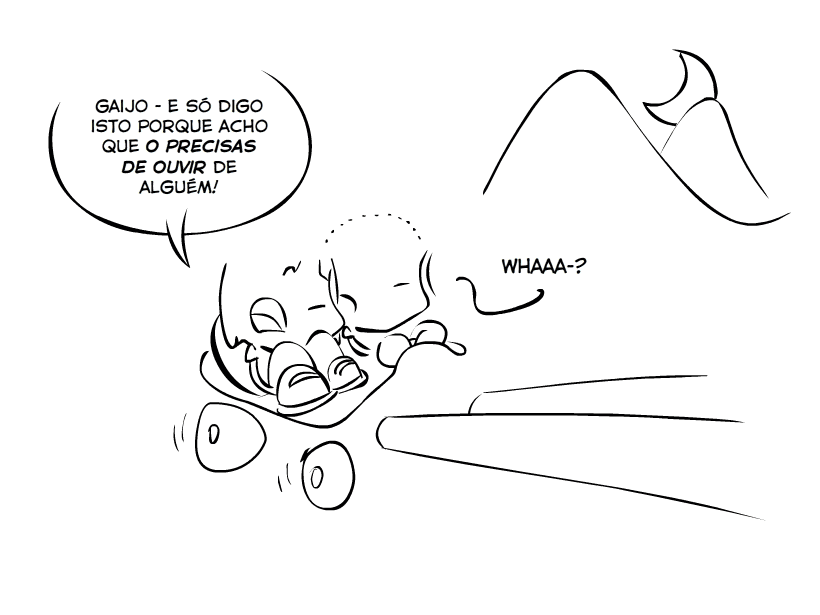 GAIJO - E SÓ DIGO
ISTO PORQUE ACHO
QUE O PRECISAS
DE OUVIR DE
ALGUÉM!
WHAAA-?